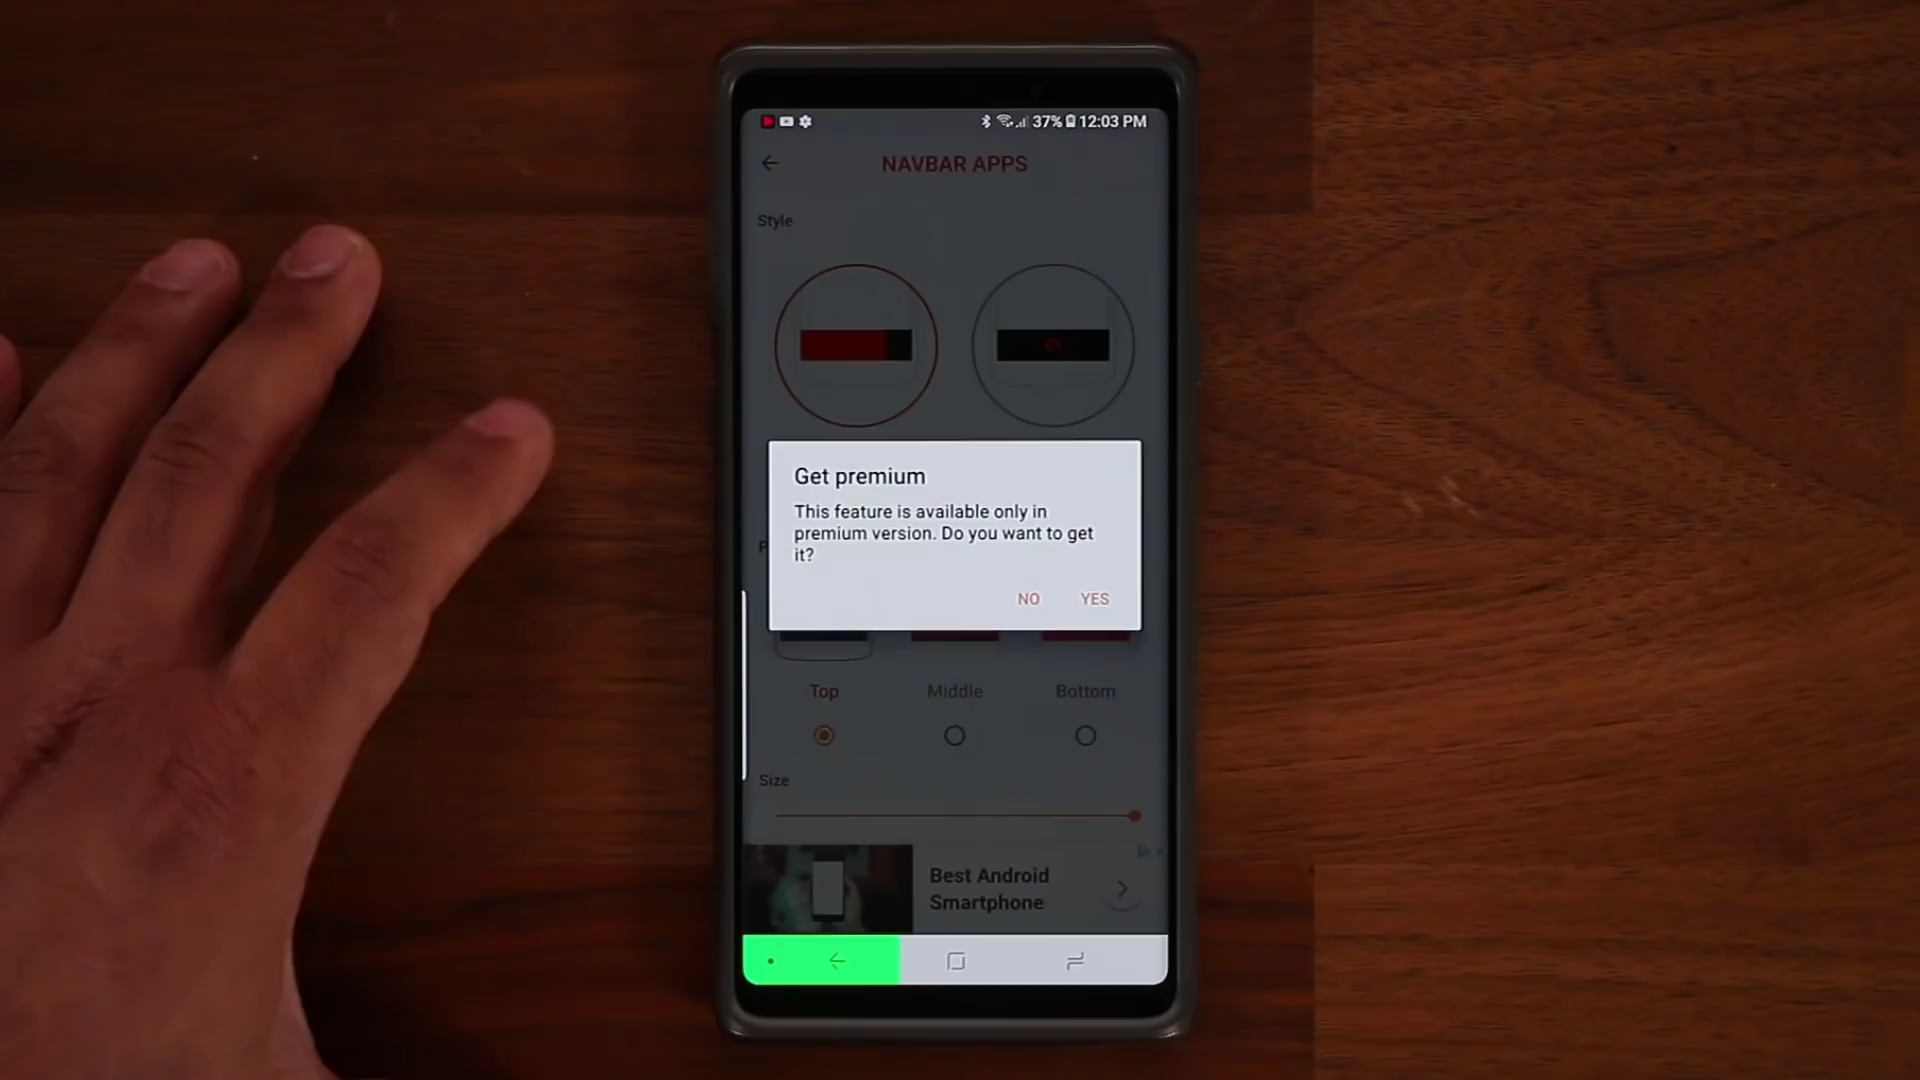 37% 12:03 PM
NAVBAR APPS
Style
Get premium
This feature is available only in
premium version. Do you want to get
it?
NO YES
Top Middle Bottom
Size
Best Android
Smartphone